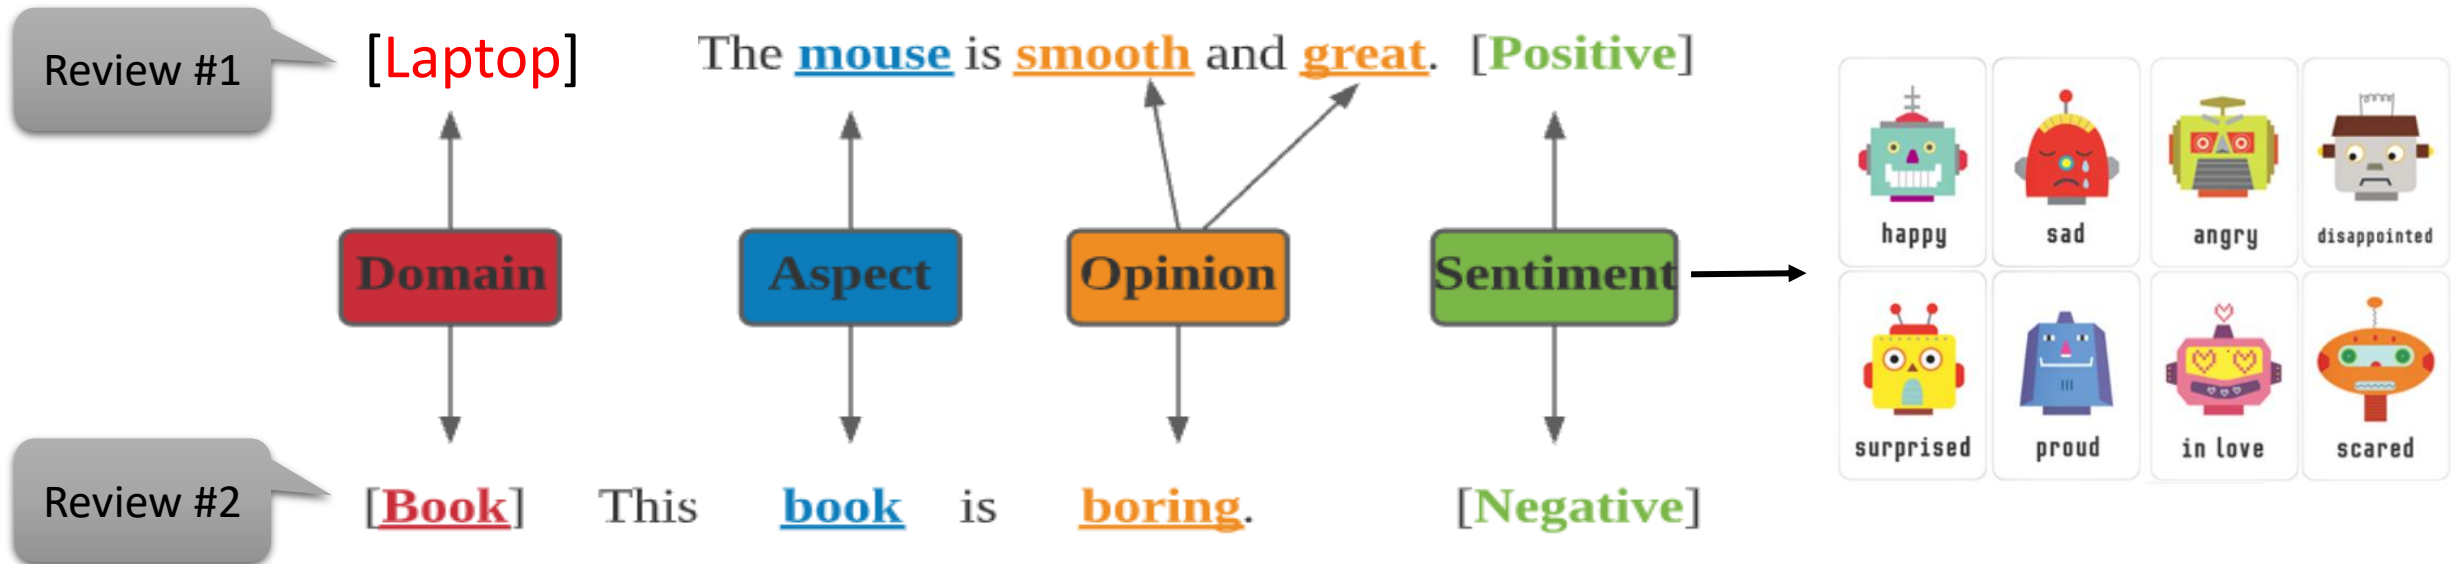 Review #1 [Laptop] The mouse is smooth and great. [Positive]
happy sad angry disappointed
Domain Aspect Opinion Sentiment
surprised proud in love scared
Review #2 [Book] This book is boring. [Negative]